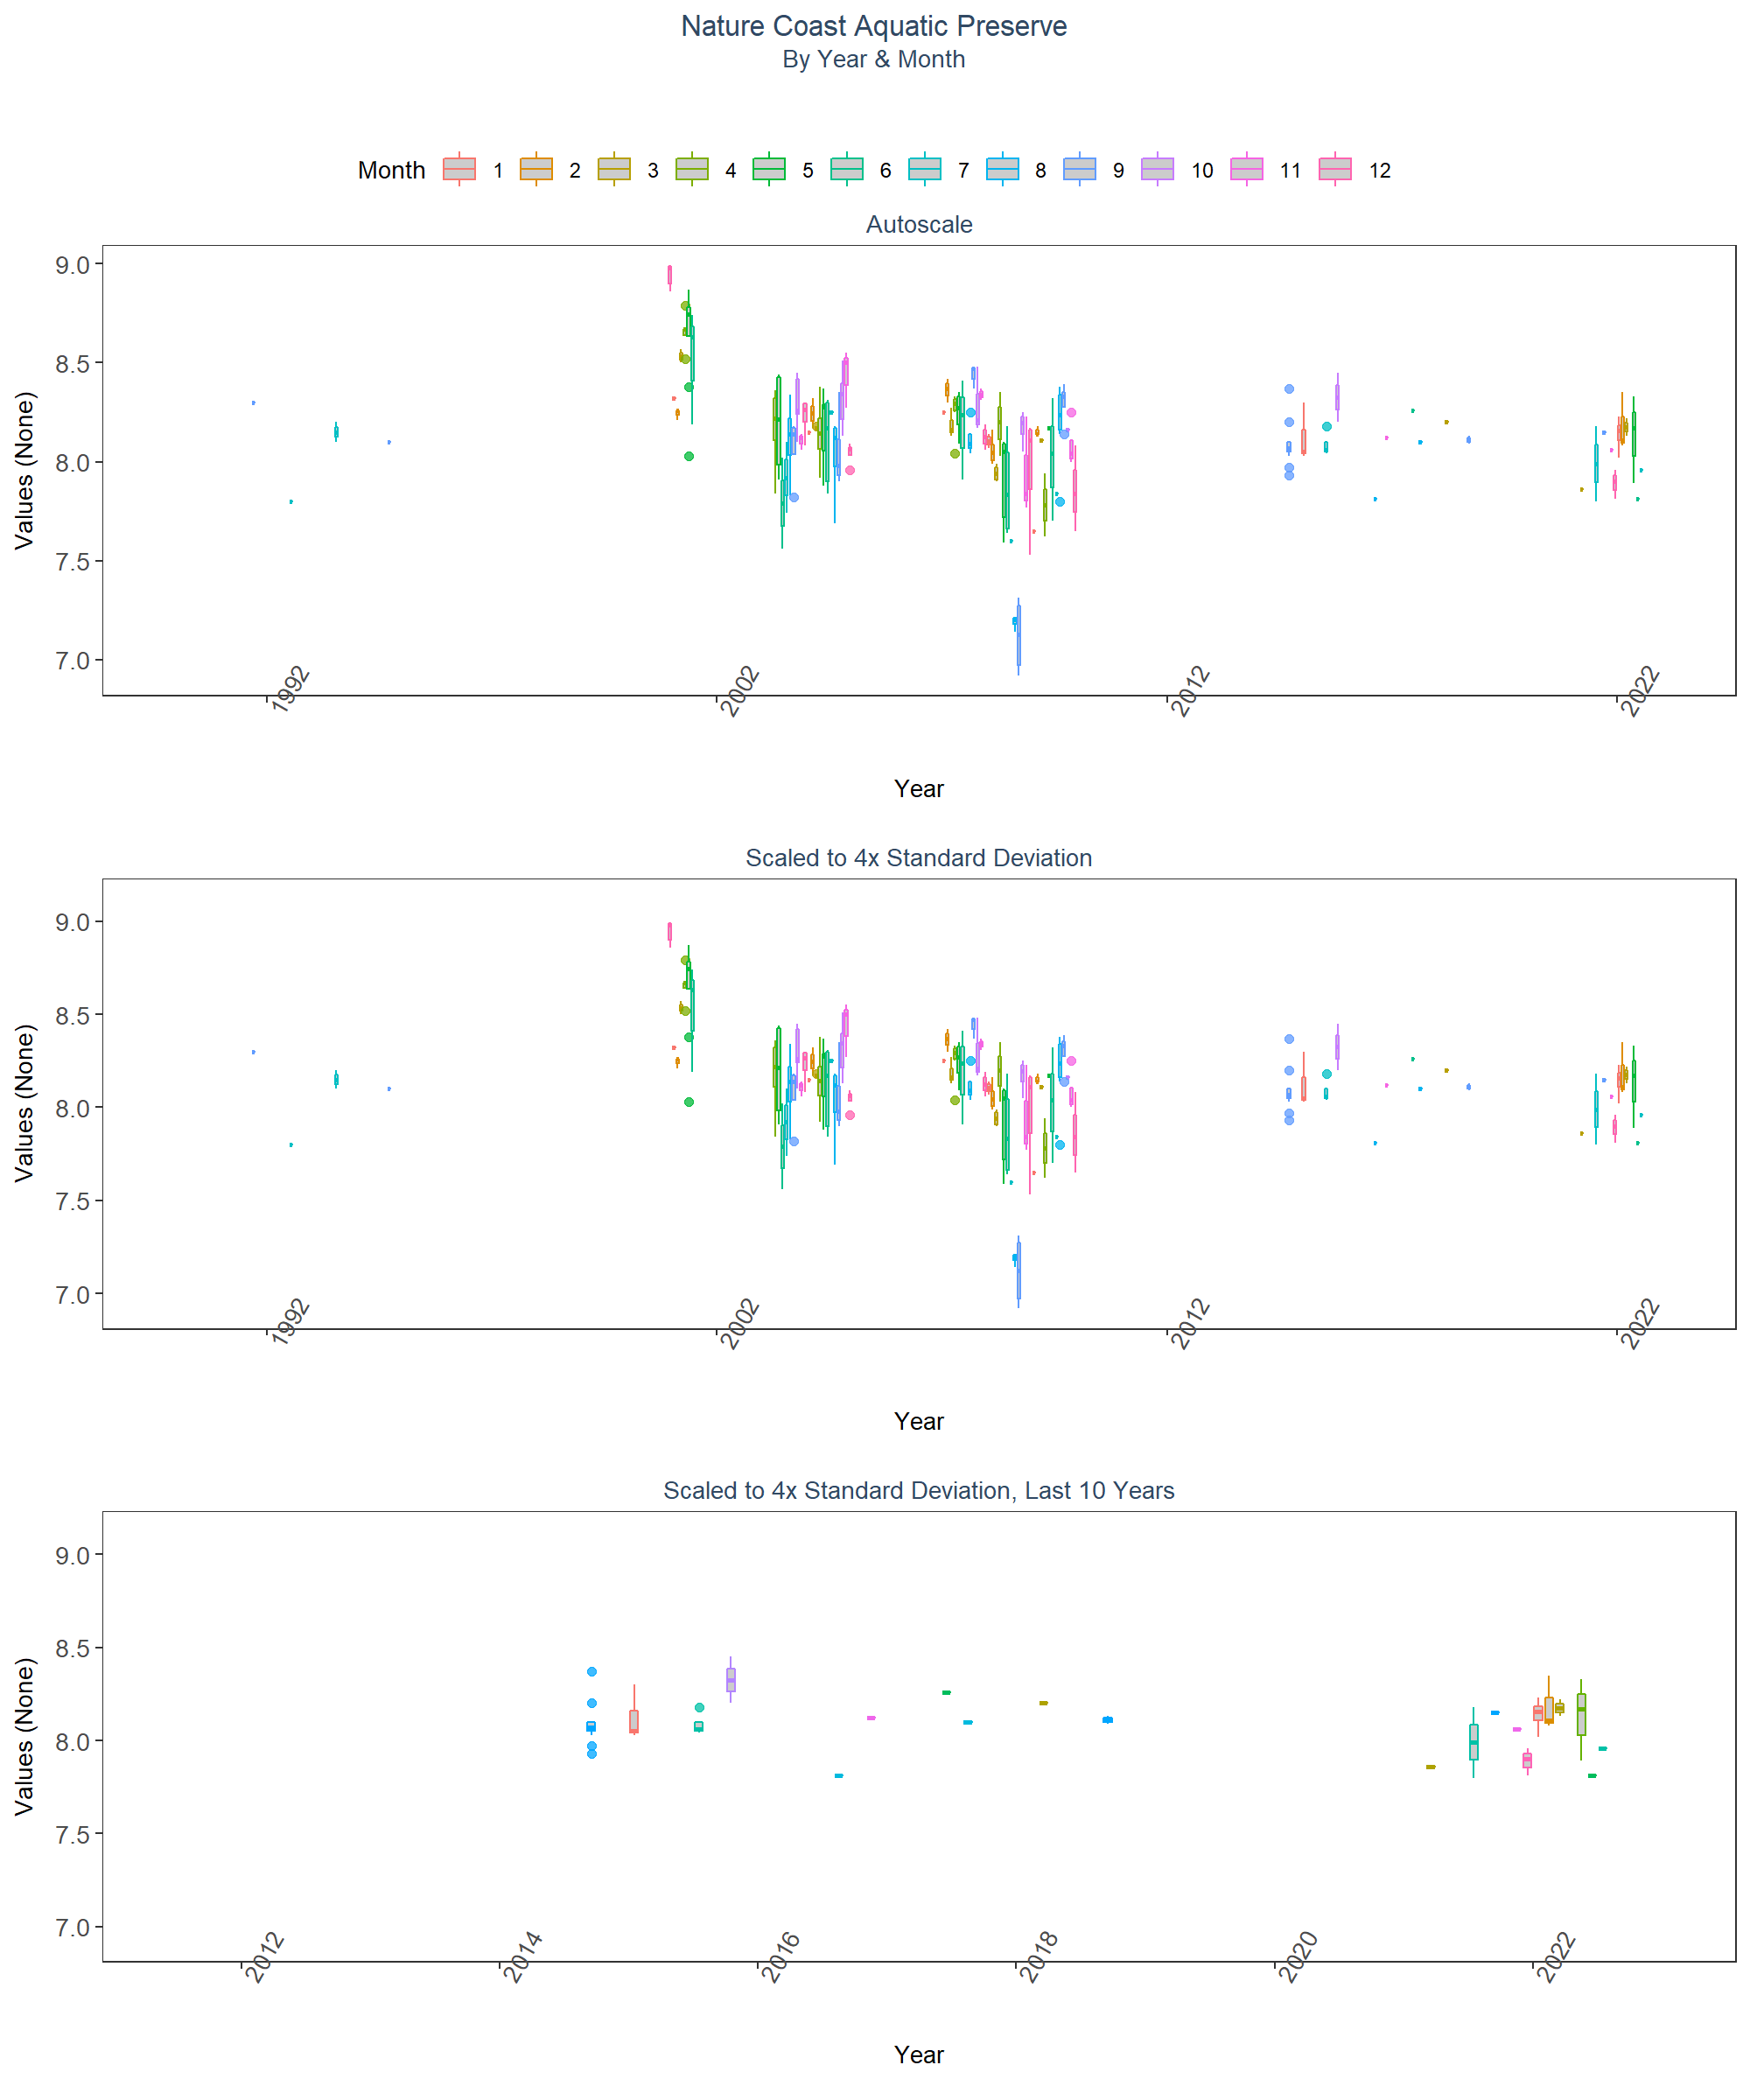 Nature Coast Aquatic Preserve
By Year & Month
Month 1 2 3 4 5 6 7 8 9 10 11 12
Autoscale
Values (None)
9.0
8.5
8.0
7.5
7.0
1992 2002 2012 2022
Year
Scaled to 4x Standard Deviation
Values (None)
9.0
8.5
8.0
7.5
7.0
1992 2002 2012 2022
Year
Scaled to 4x Standard Deviation, Last 10 Years
Values (None)
9.0
8.5
8.0
7.5
7.0
2012 2014 2016 2018 2020 2022
Year